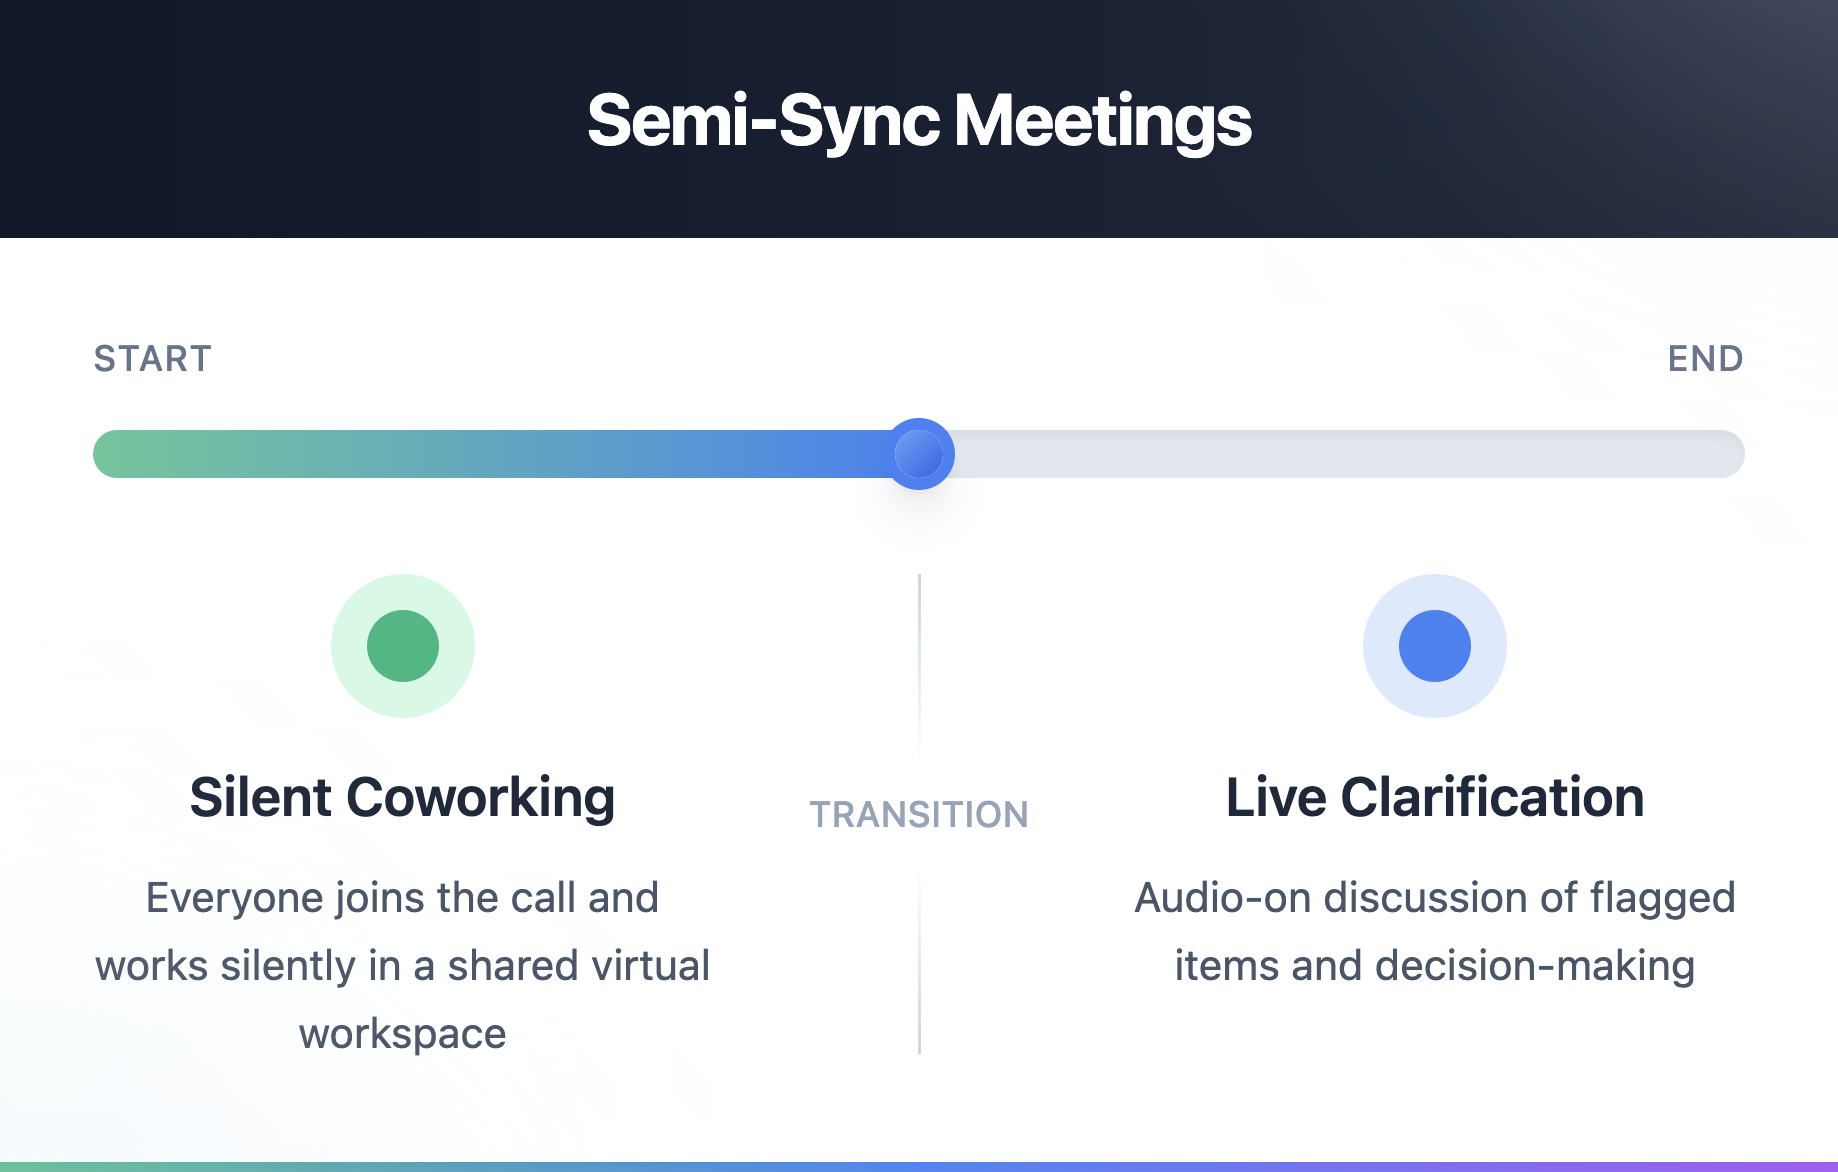 Semi-Sync Meetings
START
END
Silent Coworking
Everyone joins the call and
works silently in a shared virtual
workspace
TRANSITION
Live Clarification
Audio-on discussion of flagged
items and decision-making